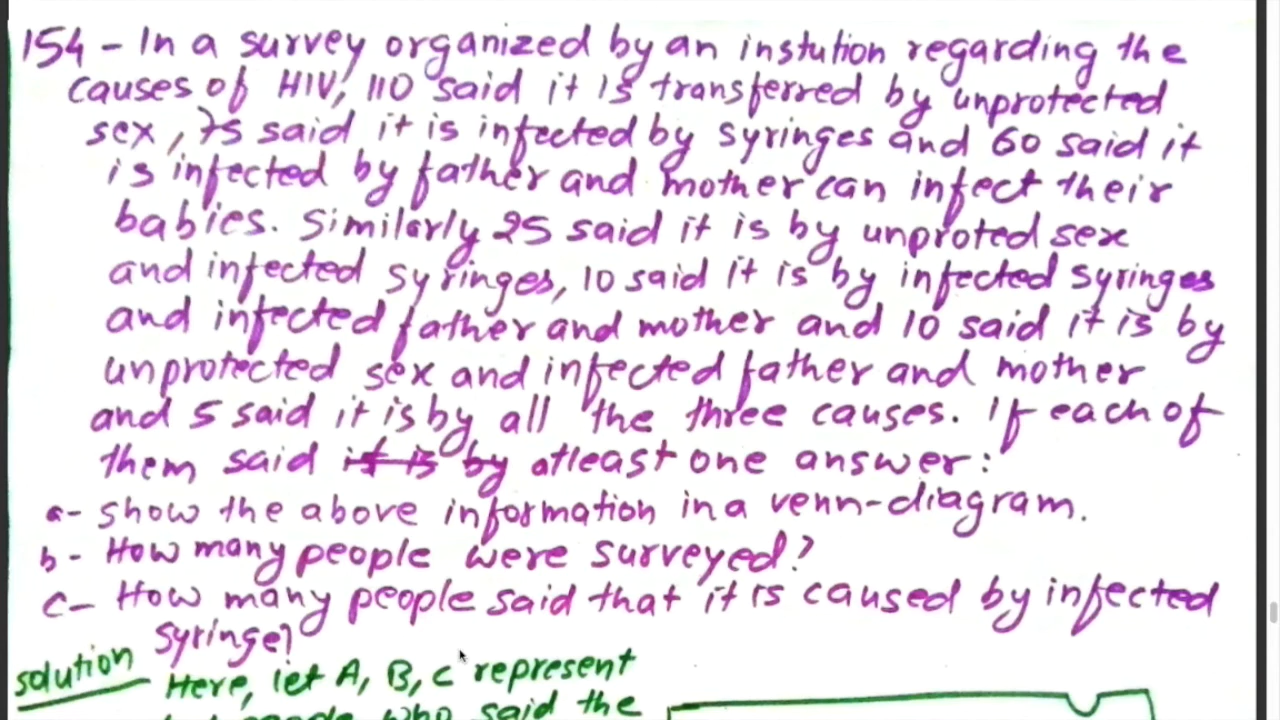 154 - In a survey organized by an instution regarding the
causes of HIV, 110 said it is transferred by unprotected
sex, 75 said it is infected by syringes and 60 said it
is infected by father and mother can infect their
babies. Similarly 25 said it is by unproted sex
and infected syringes, 10 said it is by infected syringes
and infected father and mother and 10 said it is by
unprotected sex and infected father and mother
and 5 said it is by all the three causes. If each of
them said it is by atleast one answer:
a- show the above information in a venn-diagram.
b- How many people were surveyed?
c- How many people said that it is caused by infected
syringe?
solution
Here, let A, B, C represent
who said the